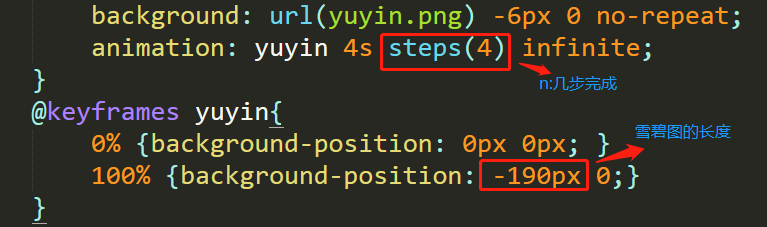 background: url(yuyin.png) -6px 0 no-repeat;
animation: yuyin 4s steps(4) infinite;
}
n:几步完成
@keyframes yuyin{
雪碧图的长度
0% {background-position: 0px 0px; }
100% {background-position: -190px 0;}
}